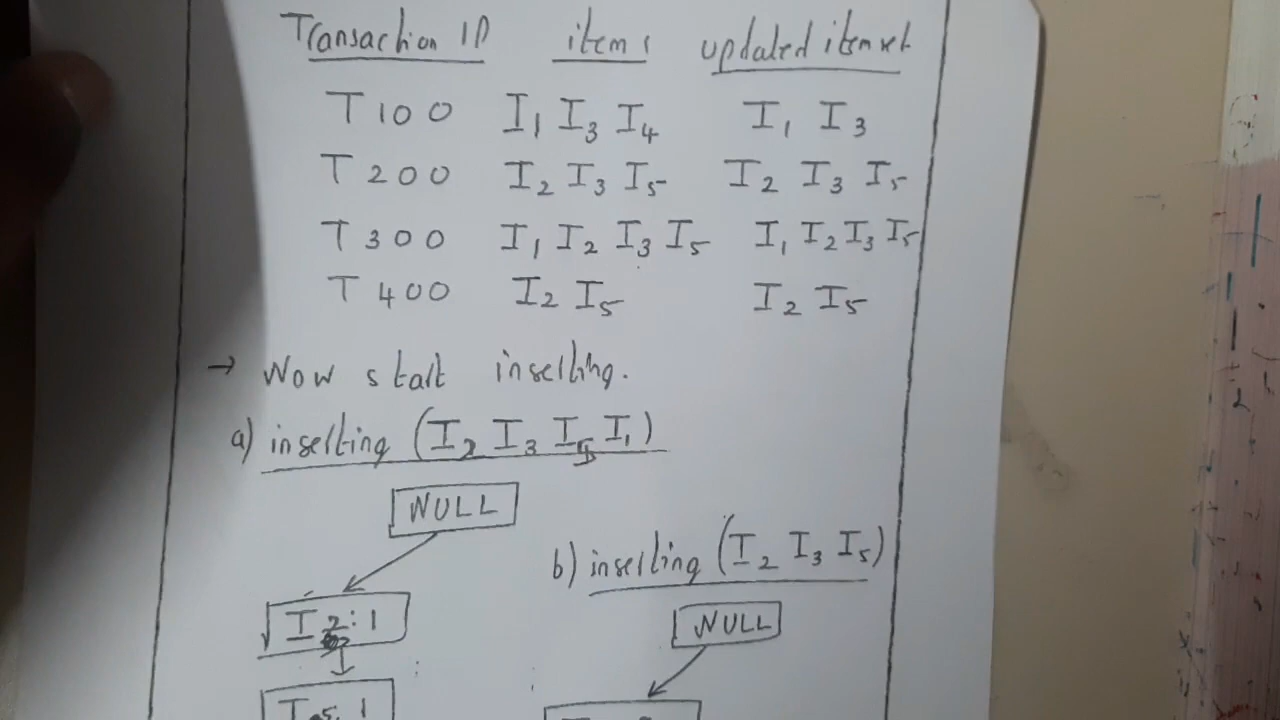 Transaction ID items updated itemset
T100 I1 I3 I4 I1 I3
T200 I2 I3 I5 I2 I3 I5
T300 I1 I2 I3 I5 I1 I2 I3 I5
T400 I2 I5 I2 I5
→ Now start inserting.
a) inserting (I2 I3 I5 I1)
NULL
b) inserting (I2 I3 I5)
I2:1
NULL